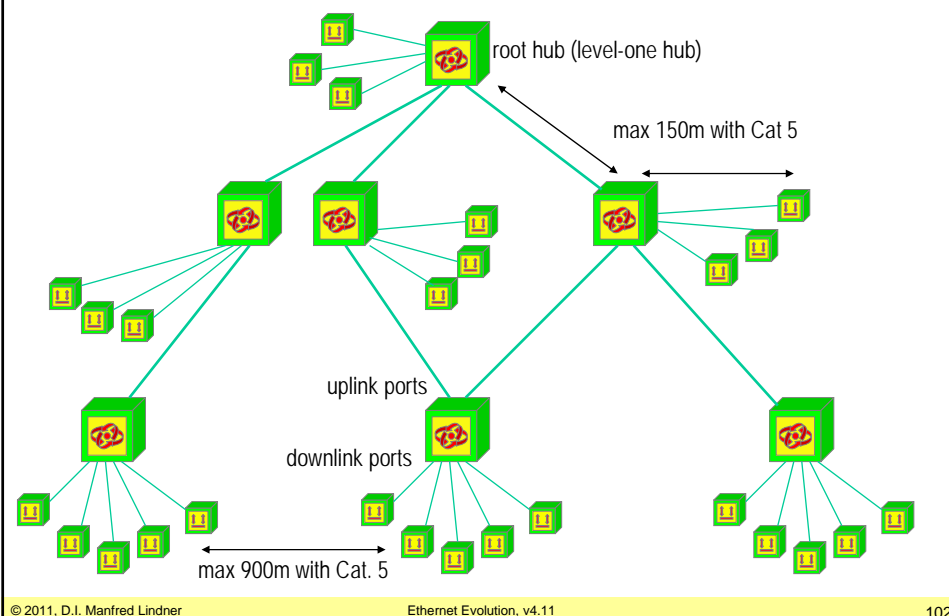 root hub (level-one hub)
max 150m with Cat 5
uplink ports
downlink ports
max 900m with Cat. 5
© 2011, D.I. Manfred Lindner
Ethernet Evolution, v4.11
102